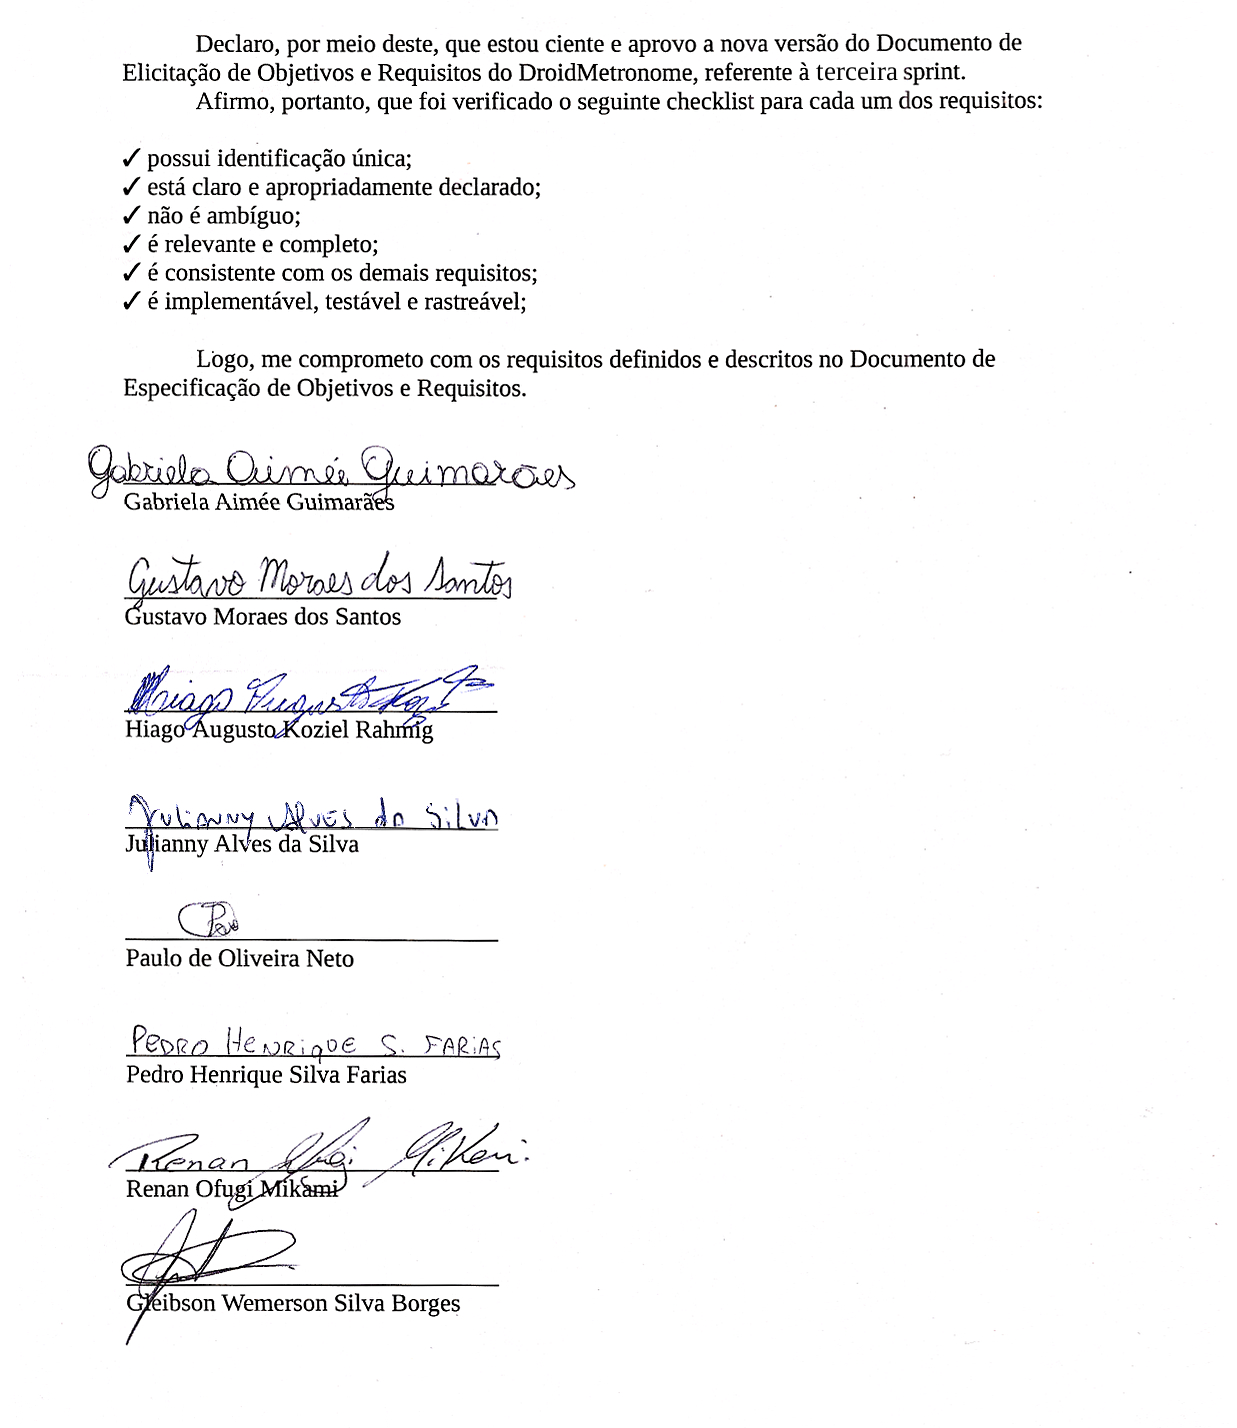 Declaro, por meio deste, que estou ciente e aprovo a nova versão do Documento de
Elicitação de Objetivos e Requisitos do DroidMetronome, referente à terceira sprint.
Afirmo, portanto, que foi verificado o seguinte checklist para cada um dos requisitos:
✓ possui identificação única;
✓ está claro e apropriadamente declarado;
✓ não é ambíguo;
✓ é relevante e completo;
✓ é consistente com os demais requisitos;
✓ é implementável, testável e rastreável;
Logo, me comprometo com os requisitos definidos e descritos no Documento de
Especificação de Objetivos e Requisitos.
Gabriela Aimée Guimarães
Gabriela Aimée Guimarães
Gustavo Moraes dos Santos
Gustavo Moraes dos Santos
Hiago Augusto
Hiago Augusto Koziel Rahmig
Julianny Alves da Silva
Julianny Alves da Silva
Paulo de Oliveira Neto
Pedro Henrique S. Farias
Pedro Henrique Silva Farias
Renan
Renan Ofugi Mikami
Gleibson Wemerson Silva Borges